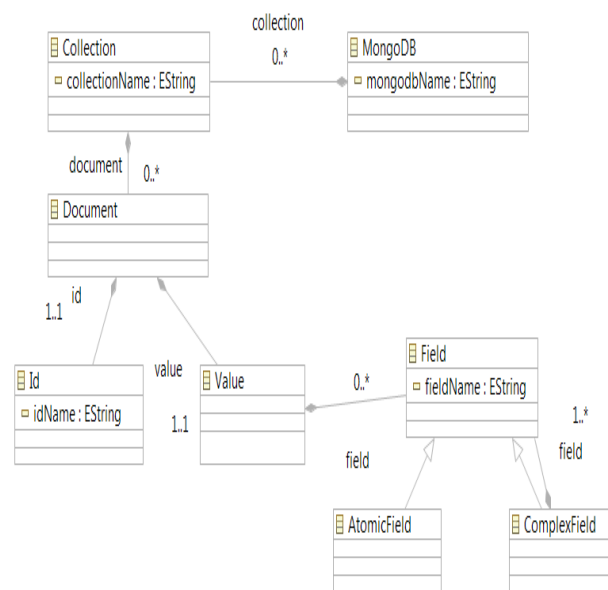 collection
Collection
0..*
MongoDB
collectionName : EString
mongodbName : EString
document
0..*
Document
id
1..1
Id
idName : EString
value
1..1
Value
0..*
Field
fieldName : EString
1..*
field
field
AtomicField
ComplexField